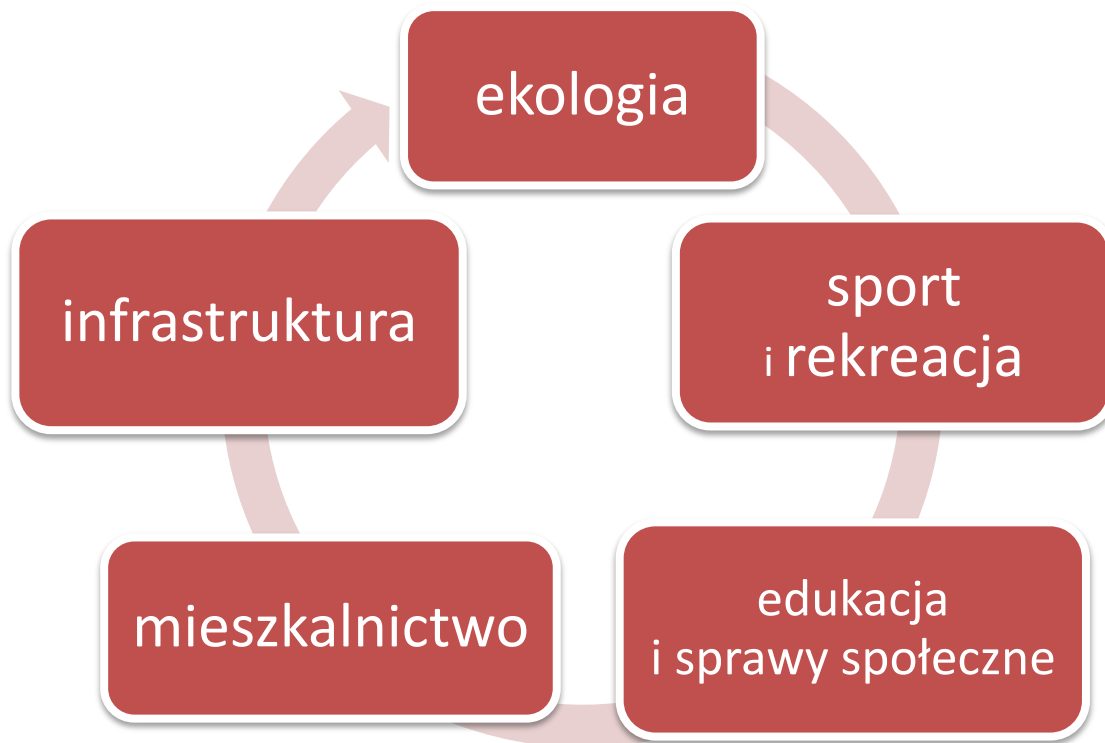 ekologia
sport
i rekreacja
edukacja
i sprawy społeczne
mieszkalnictwo
infrastruktura